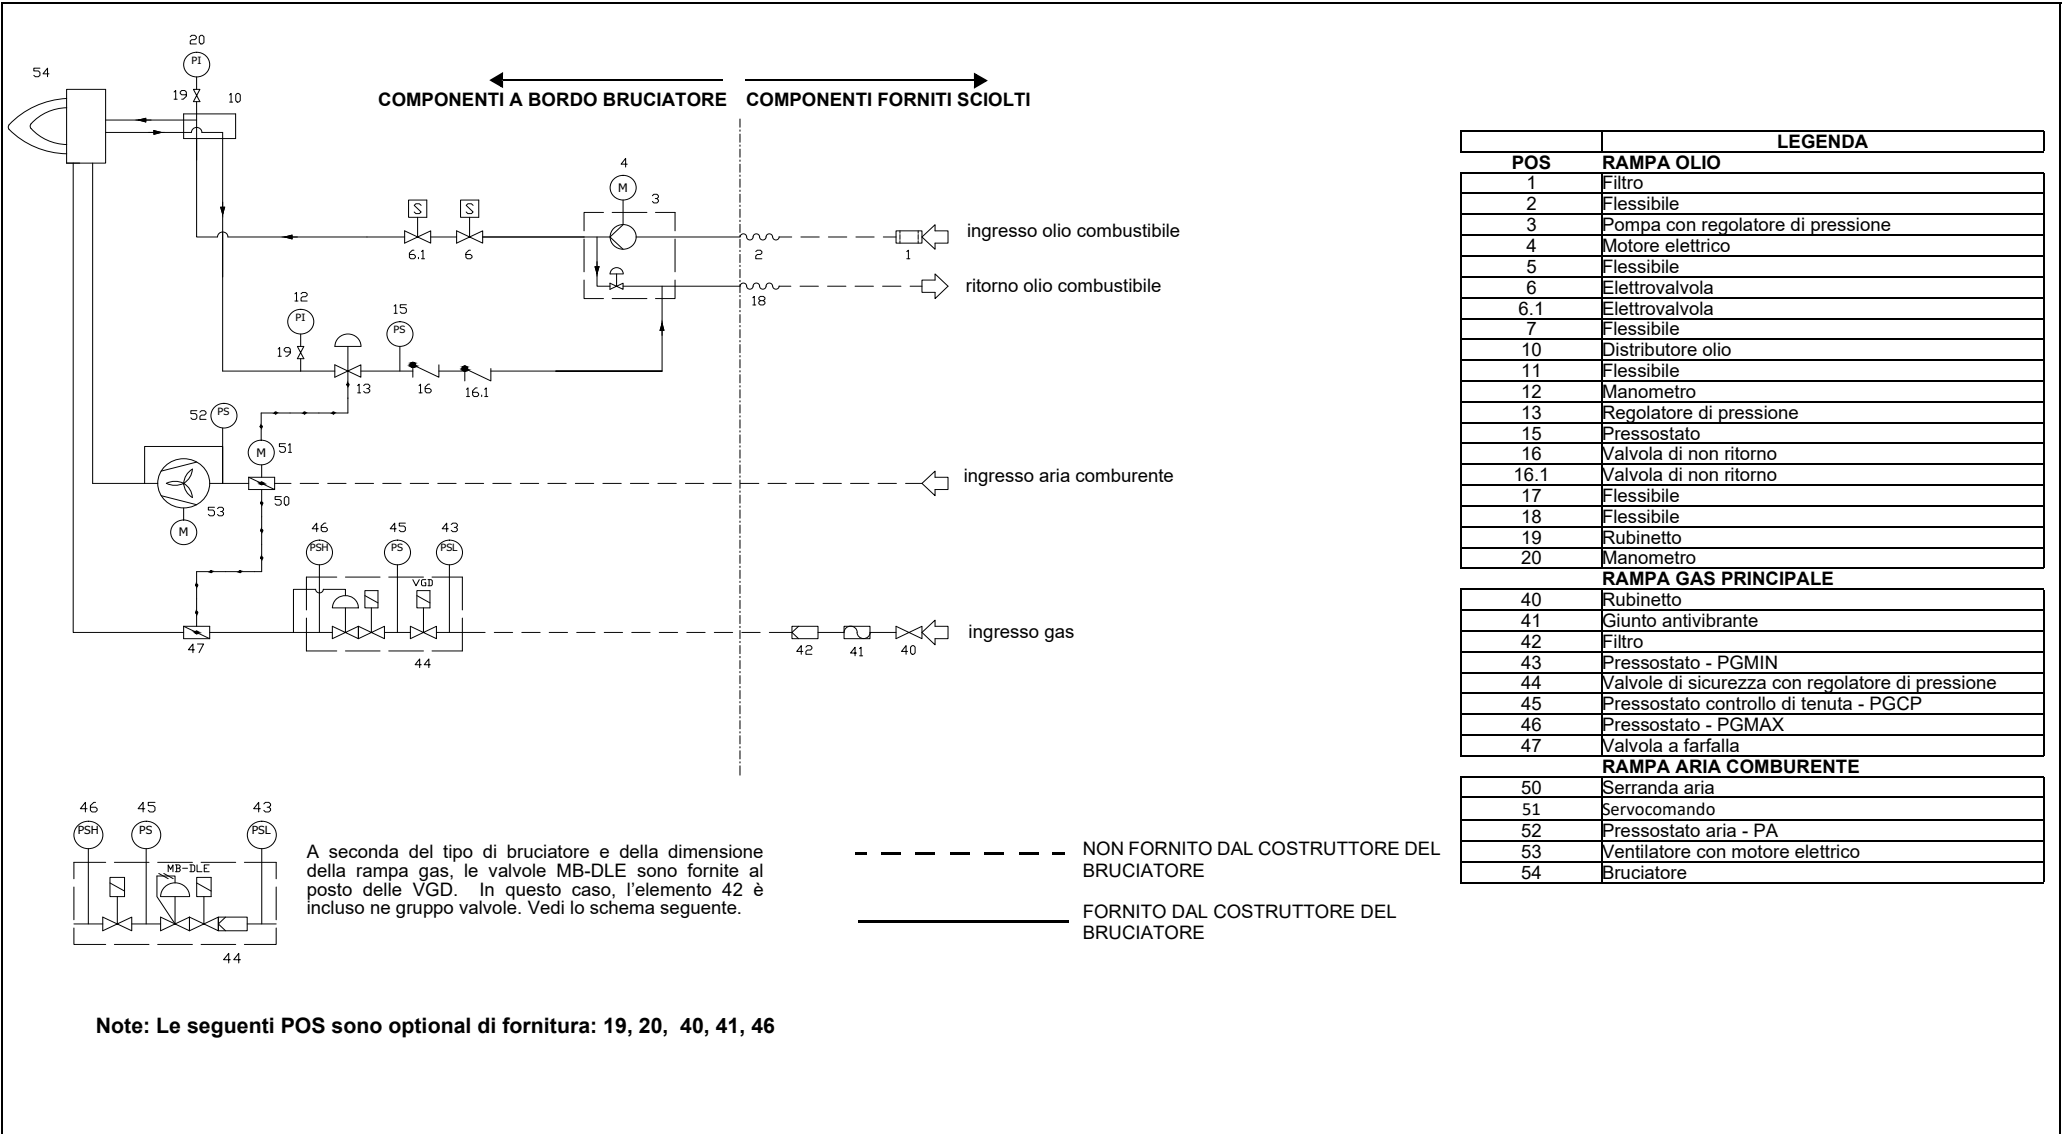 COMPONENTI A BORDO BRUCIATORE
COMPONENTI FORNITI SCIOLTI
20
PI
54
19
10
4
M
3
S
S
6.1
6
2
1
ingresso olio combustibile
18
ritorno olio combustibile
12
PI
19
15
PS
13
16
16.1
52
PS
M
51
53
50
M
ingresso aria comburente
46
45
43
PSH
PS
PSL
VGD
47
44
42
41
40
ingresso gas
46
45
43
PSH
PS
PSL
MB-DLE
44
A seconda del tipo di bruciatore e della dimensione
della rampa gas, le valvole MB-DLE sono fornite al
posto delle VGD. In questo caso, l'elemento 42 è
incluso ne gruppo valvole. Vedi lo schema seguente.
NON FORNITO DAL COSTRUTTORE DEL
BRUCIATORE
FORNITO DAL COSTRUTTORE DEL
BRUCIATORE
Note: Le seguenti POS sono optional di fornitura: 19, 20, 40, 41, 46
LEGENDA
POS RAMPA OLIO
1 Filtro
2 Flessibile
3 Pompa con regolatore di pressione
4 Motore elettrico
5 Flessibile
6 Elettrovalvola
6.1 Elettrovalvola
7 Flessibile
10 Distributore olio
11 Flessibile
12 Manometro
13 Regolatore di pressione
15 Pressostato
16 Valvola di non ritorno
16.1 Valvola di non ritorno
17 Flessibile
18 Flessibile
19 Rubinetto
20 Manometro
RAMPA GAS PRINCIPALE
40 Rubinetto
41 Giunto antivibrante
42 Filtro
43 Pressostato - PGMIN
44 Valvole di sicurezza con regolatore di pressione
45 Pressostato controllo di tenuta - PGCP
46 Pressostato - PGMAX
47 Valvola a farfalla
RAMPA ARIA COMBURENTE
50 Serranda aria
51 Servocomando
52 Pressostato aria - PA
53 Ventilatore con motore elettrico
54 Bruciatore